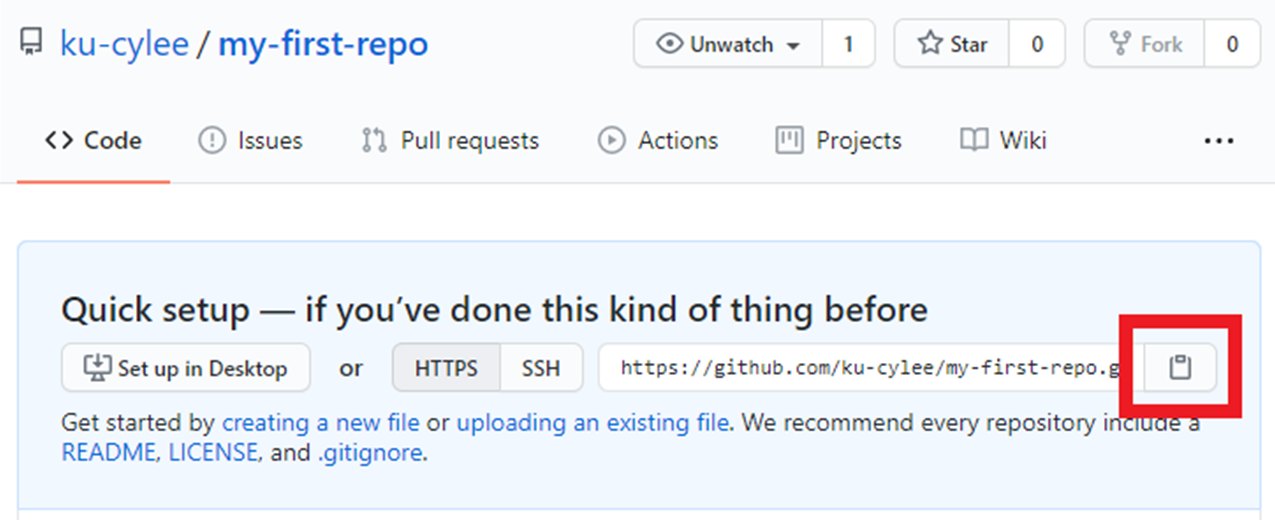 ku-cylee / my-first-repo Unwatch 1 Star 0 Fork 0
Code Issues Pull requests Actions Projects Wiki ...
Quick setup — if you’ve done this kind of thing before
Set up in Desktop or HTTPS SSH https://github.com/ku-cylee/my-first-repo.g
Get started by creating a new file or uploading an existing file. We recommend every repository include a
README, LICENSE, and .gitignore.